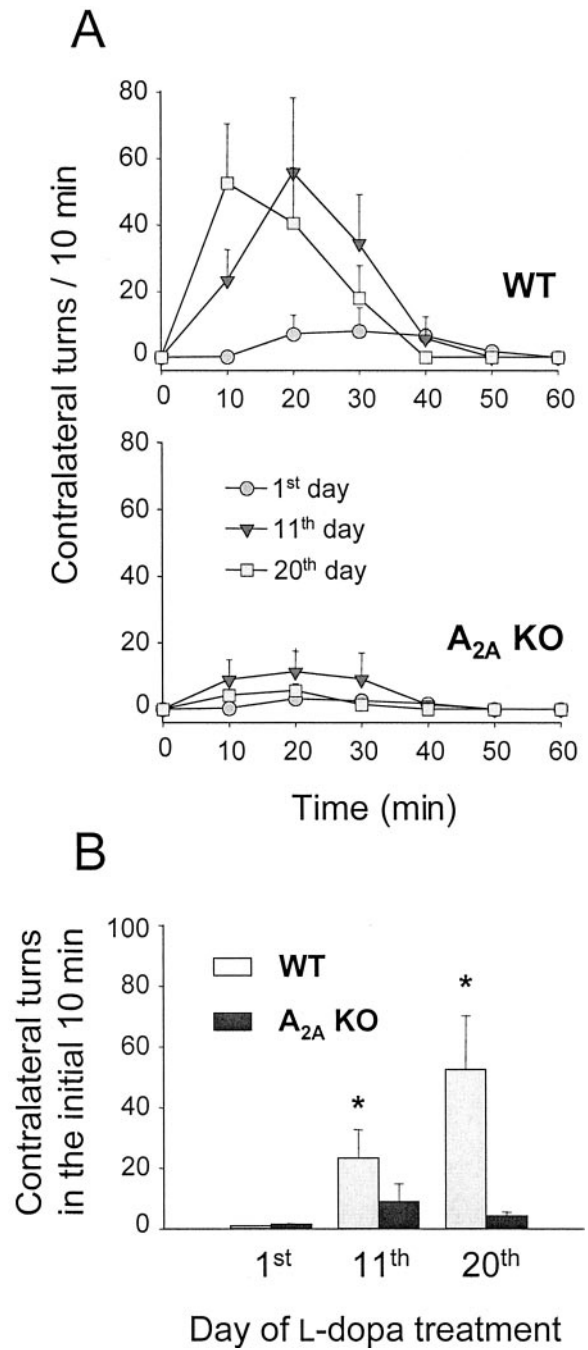 A
Contralateral turns / 10 min
80
60
40
20
0
WT
0 10 20 30 40 50 60
80
60
40
20
0
1st day
11th day
20th day
A2A KO
0 10 20 30 40 50 60
Time (min)
B
Contralateral turns
in the initial 10 min
100
80
60
40
20
0
WT
A2A KO
*
*
1st 11th 20th
Day of L-dopa treatment